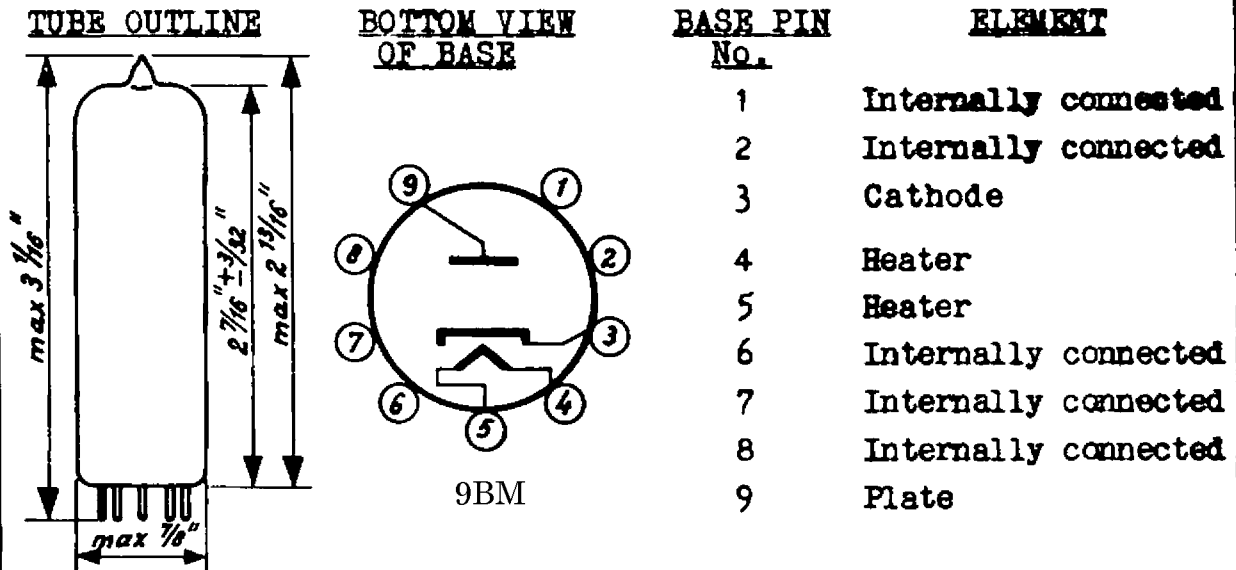 TUBE OUTLINE
max 3 1/16"
2 7/16" ± 3/32"
max 2 13/16"
max 7/8"
BOTTOM VIEW
OF BASE
9
1
8
2
7
3
6
5
4
9BM
BASE PIN
No.
ELEMENT
1 Internally connected
2 Internally connected
3 Cathode
4 Heater
5 Heater
6 Internally connected
7 Internally connected
8 Internally connected
9 Plate